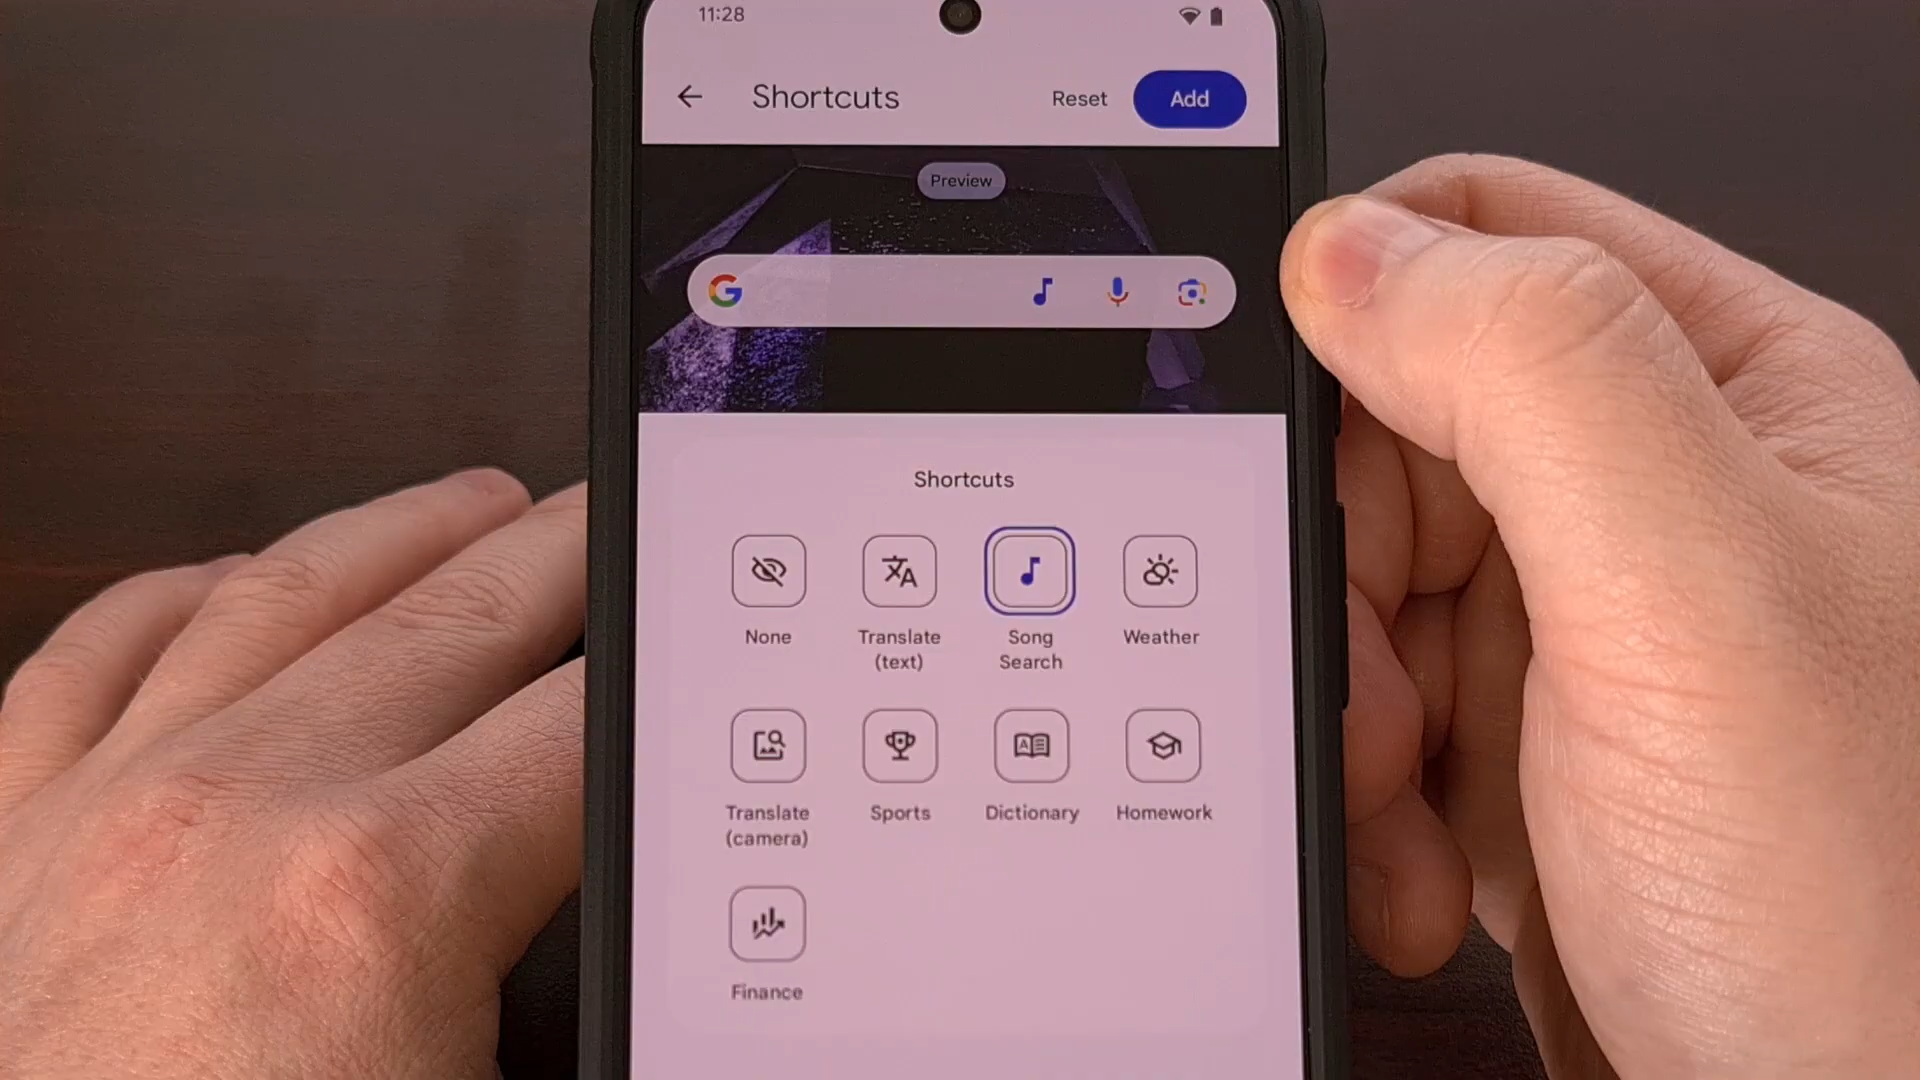 11:28
Shortcuts
Reset
Add
Preview
Shortcuts
None
Translate
(text)
Song
Search
Weather
Translate
(camera)
Sports
Dictionary
Homework
Finance